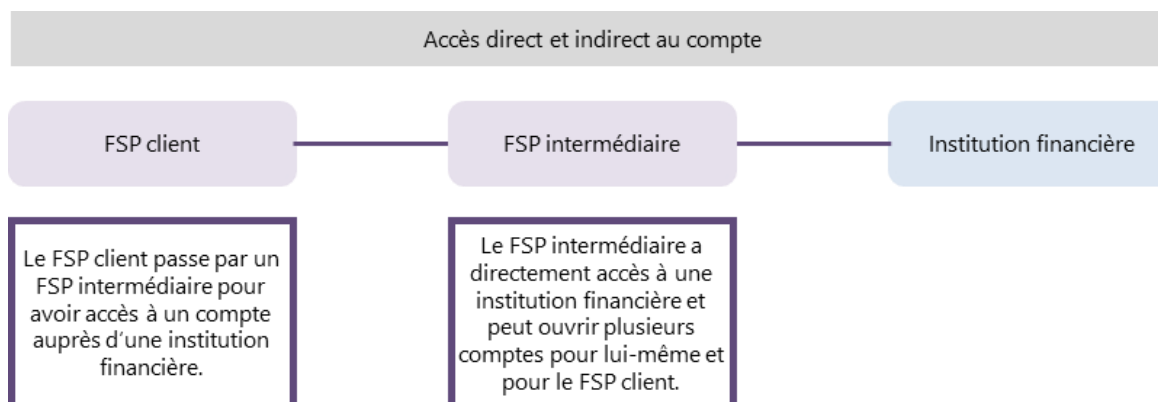 Accès direct et indirect au compte
FSP client
FSP intermédiaire
Institution financière
Le FSP client passe par un
FSP intermédiaire pour
avoir accès à un compte
auprès d’une institution
financière.
Le FSP intermédiaire a
directement accès à une
institution financière et
peut ouvrir plusieurs
comptes pour lui-même et
pour le FSP client.